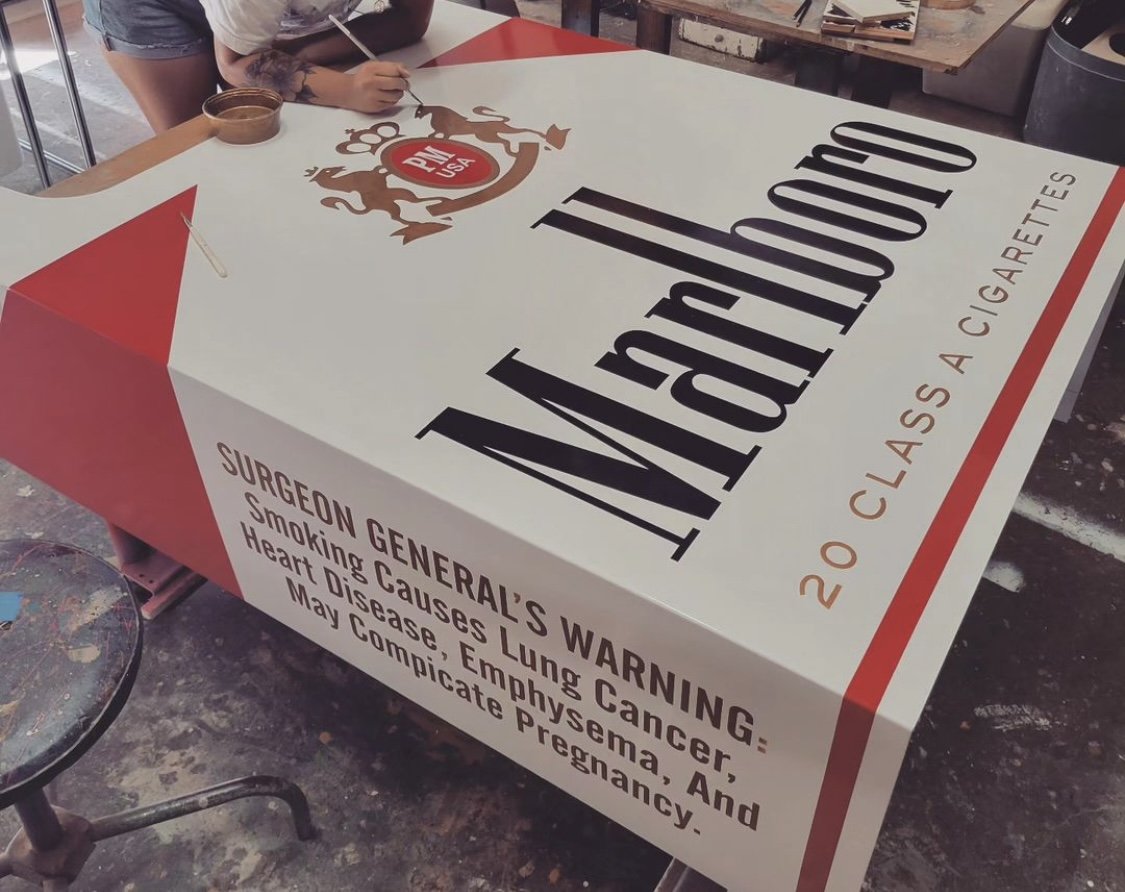 PM
USA
Marlboro
20 CLASS A CIGARETTES
SURGEON GENERAL'S WARNING:
Smoking Causes Lung Cancer,
Heart Disease, Emphysema, And
May Compicate Pregnancy.